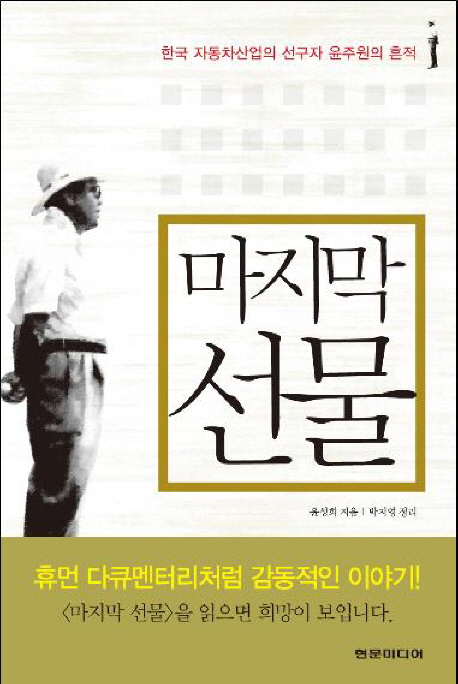 한국 자동차산업의 선구자 윤주원의 흔적
마지막
선물
윤창희 지음 | 박지영 정리
휴먼 다큐멘터리처럼 감동적인 이야기!
<마지막 선물>을 읽으면 희망이 보입니다.
현문미디어